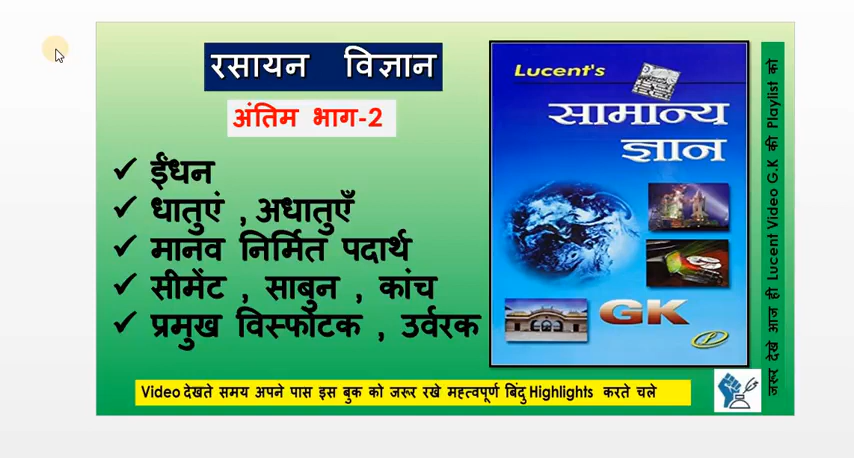 रसायन विज्ञान
अंतिम भाग-2
✓ ईंधन
✓ धातुएं , अधातुएँ
✓ मानव निर्मित पदार्थ
✓ सीमेंट , साबुन , कांच
✓ प्रमुख विस्फोटक , उर्वरक
Video देखते समय अपने पास इस बुक को जरूर रखे महत्वपूर्ण बिंदु Highlights करते चले
Lucent's
सामान्य
ज्ञान
GK
जरूर देखें आज ही Lucent Video G.K की Playlist को